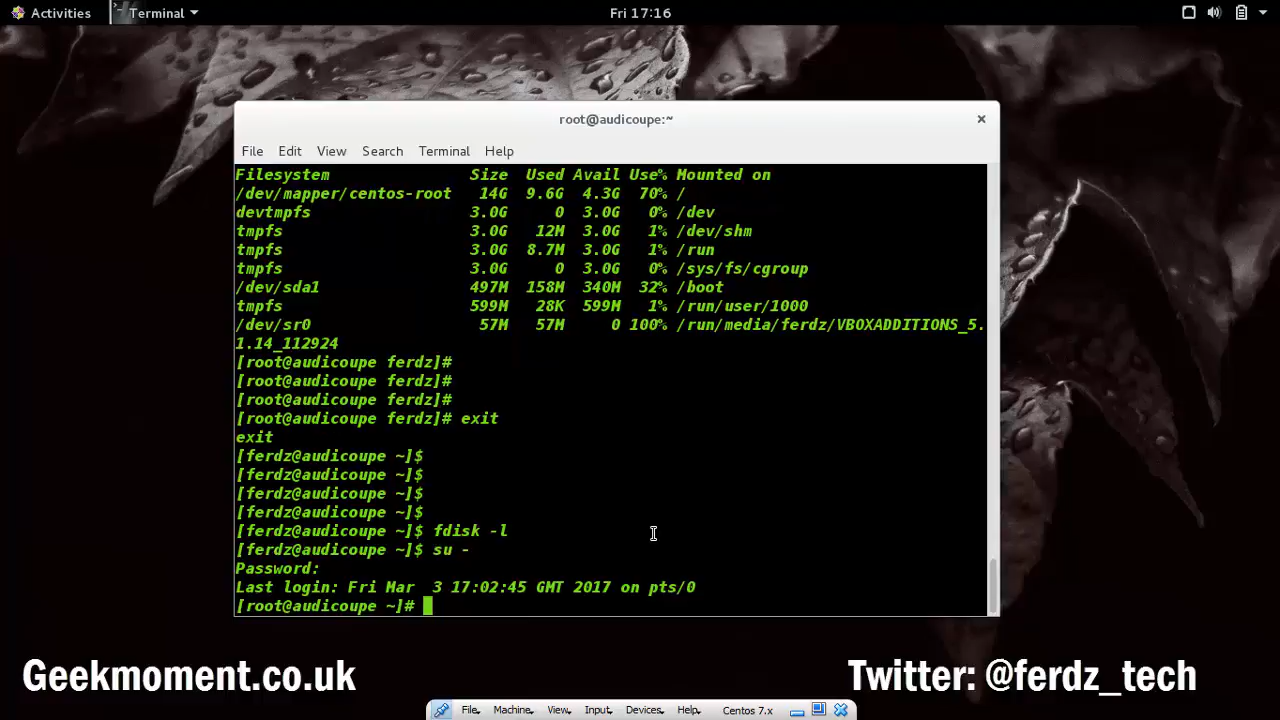 Activities Terminal Fri 17:16
root@audicoupe:~
File Edit View Search Terminal Help
Filesystem Size Used Avail Use% Mounted on
/dev/mapper/centos-root 14G 9.6G 4.3G 70% /
devtmpfs 3.0G 0 3.0G 0% /dev
tmpfs 3.0G 12M 3.0G 1% /dev/shm
tmpfs 3.0G 8.7M 3.0G 1% /run
tmpfs 3.0G 0 3.0G 0% /sys/fs/cgroup
/dev/sda1 497M 158M 340M 32% /boot
tmpfs 599M 28K 599M 1% /run/user/1000
/dev/sr0 57M 57M 0 100% /run/media/ferdz/VBOXADDITIONS_5.
1.14_112924
[root@audicoupe ferdz]#
[root@audicoupe ferdz]#
[root@audicoupe ferdz]#
[root@audicoupe ferdz]# exit
exit
[ferdz@audicoupe ~]$
[ferdz@audicoupe ~]$
[ferdz@audicoupe ~]$
[ferdz@audicoupe ~]$
[ferdz@audicoupe ~]$ fdisk -l
[ferdz@audicoupe ~]$ su -
Password:
Last login: Fri Mar  3 17:02:45 GMT 2017 on pts/0
[root@audicoupe ~]#
Geekmoment.co.uk Twitter: @ferdz_tech
File Machine View Input Devices Help Centos 7.x